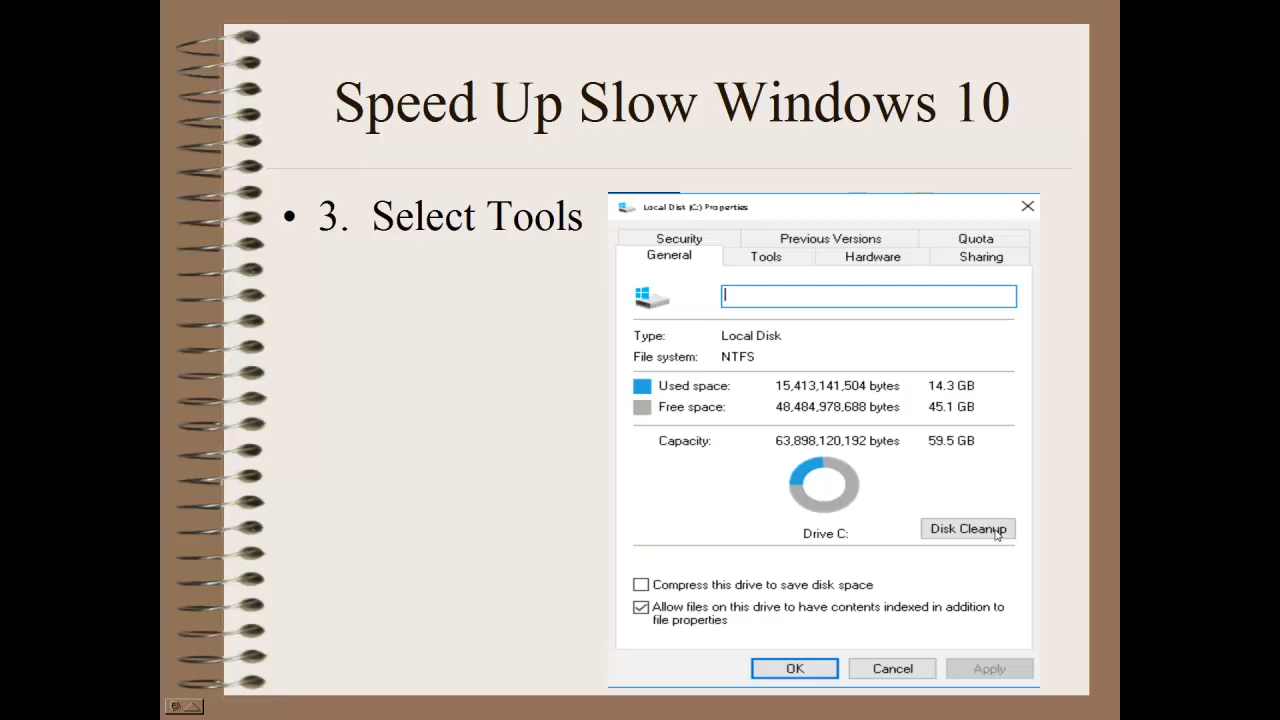 Speed Up Slow Windows 10
• 3. Select Tools
Local Disk (C:) Properties
Security Previous Versions Quota
General Tools Hardware Sharing
Type: Local Disk
File system: NTFS
Used space: 15,413,141,504 bytes 14.3 GB
Free space: 48,484,978,688 bytes 45.1 GB
Capacity: 63,898,120,192 bytes 59.5 GB
Drive C:
Disk Cleanup
Compress this drive to save disk space
Allow files on this drive to have contents indexed in addition to
file properties
OK Cancel Apply